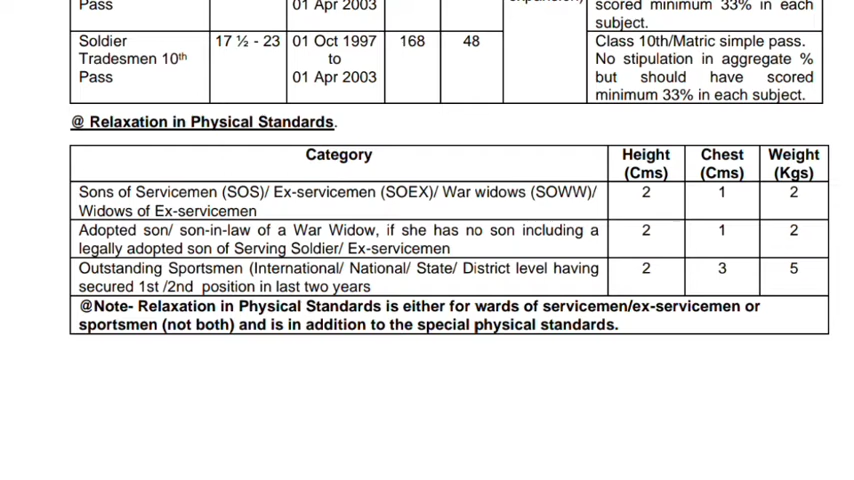 Pass
01 Apr 2003
scored minimum 33% in each
subject.
Soldier
Tradesmen 10th
Pass
17 ½ - 23
01 Oct 1997
to
01 Apr 2003
168
48
Class 10th/Matric simple pass.
No stipulation in aggregate %
but should have scored
minimum 33% in each subject.
@ Relaxation in Physical Standards.
Category
Height
(Cms)
Chest
(Cms)
Weight
(Kgs)
Sons of Servicemen (SOS)/ Ex-servicemen (SOEX)/ War widows (SOWW)/
Widows of Ex-servicemen
2
1
2
Adopted son/ son-in-law of a War Widow, if she has no son including a
legally adopted son of Serving Soldier/ Ex-servicemen
2
1
2
Outstanding Sportsmen (International/ National/ State/ District level having
secured 1st /2nd position in last two years
2
3
5
@Note- Relaxation in Physical Standards is either for wards of servicemen/ex-servicemen or
sportsmen (not both) and is in addition to the special physical standards.